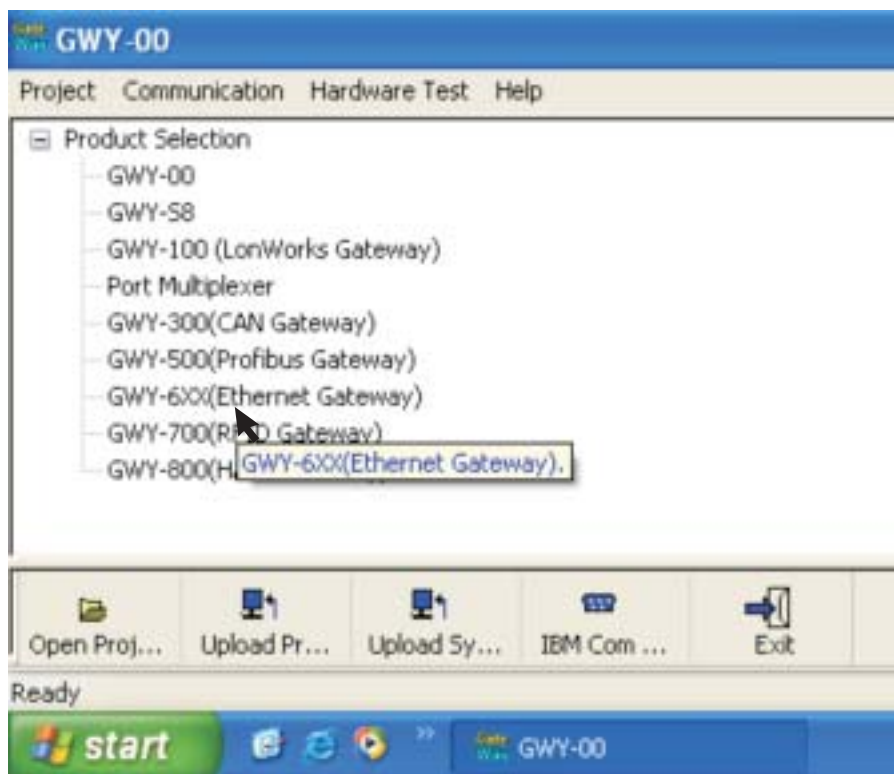 GWY-00
Project Communication Hardware Test Help
Product Selection
GWY-00
GWY-S8
GWY-100 (LonWorks Gateway)
Port Multiplexer
GWY-300(CAN Gateway)
GWY-500(Profibus Gateway)
GWY-6XX(Ethernet Gateway)
GWY-700( Gateway)
GWY-6XX(Ethernet Gateway).
GWY-800(H
Open Proj... Upload Pr... Upload Sy... IBM Com ... Exit
Ready
start GWY-00